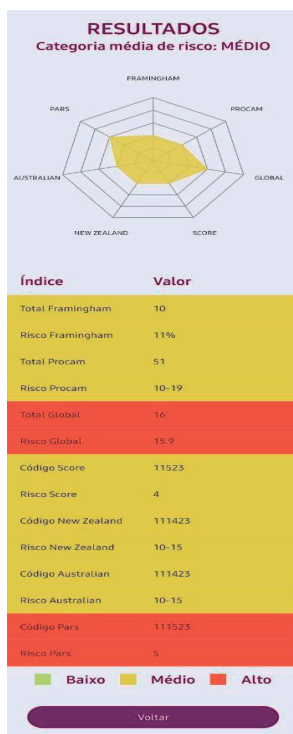 RESULTADOS
Categoria média de risco: MÉDIO
FRAMINGHAM
PARS
PROCAM
AUSTRALIAN
GLOBAL
NEW ZEALAND
SCORE
Índice Valor
Total Framingham 10
Risco Framingham 11%
Total Procam 51
Risco Procam 10-19
Total Global 16
Risco Global 15.9
Código Score 11523
Risco Score 4
Código New Zealand 111423
Risco New Zealand 10-15
Código Australian 111423
Risco Australian 10-15
Código Pars 111523
Risco Pars 5
Baixo Médio Alto
Voltar